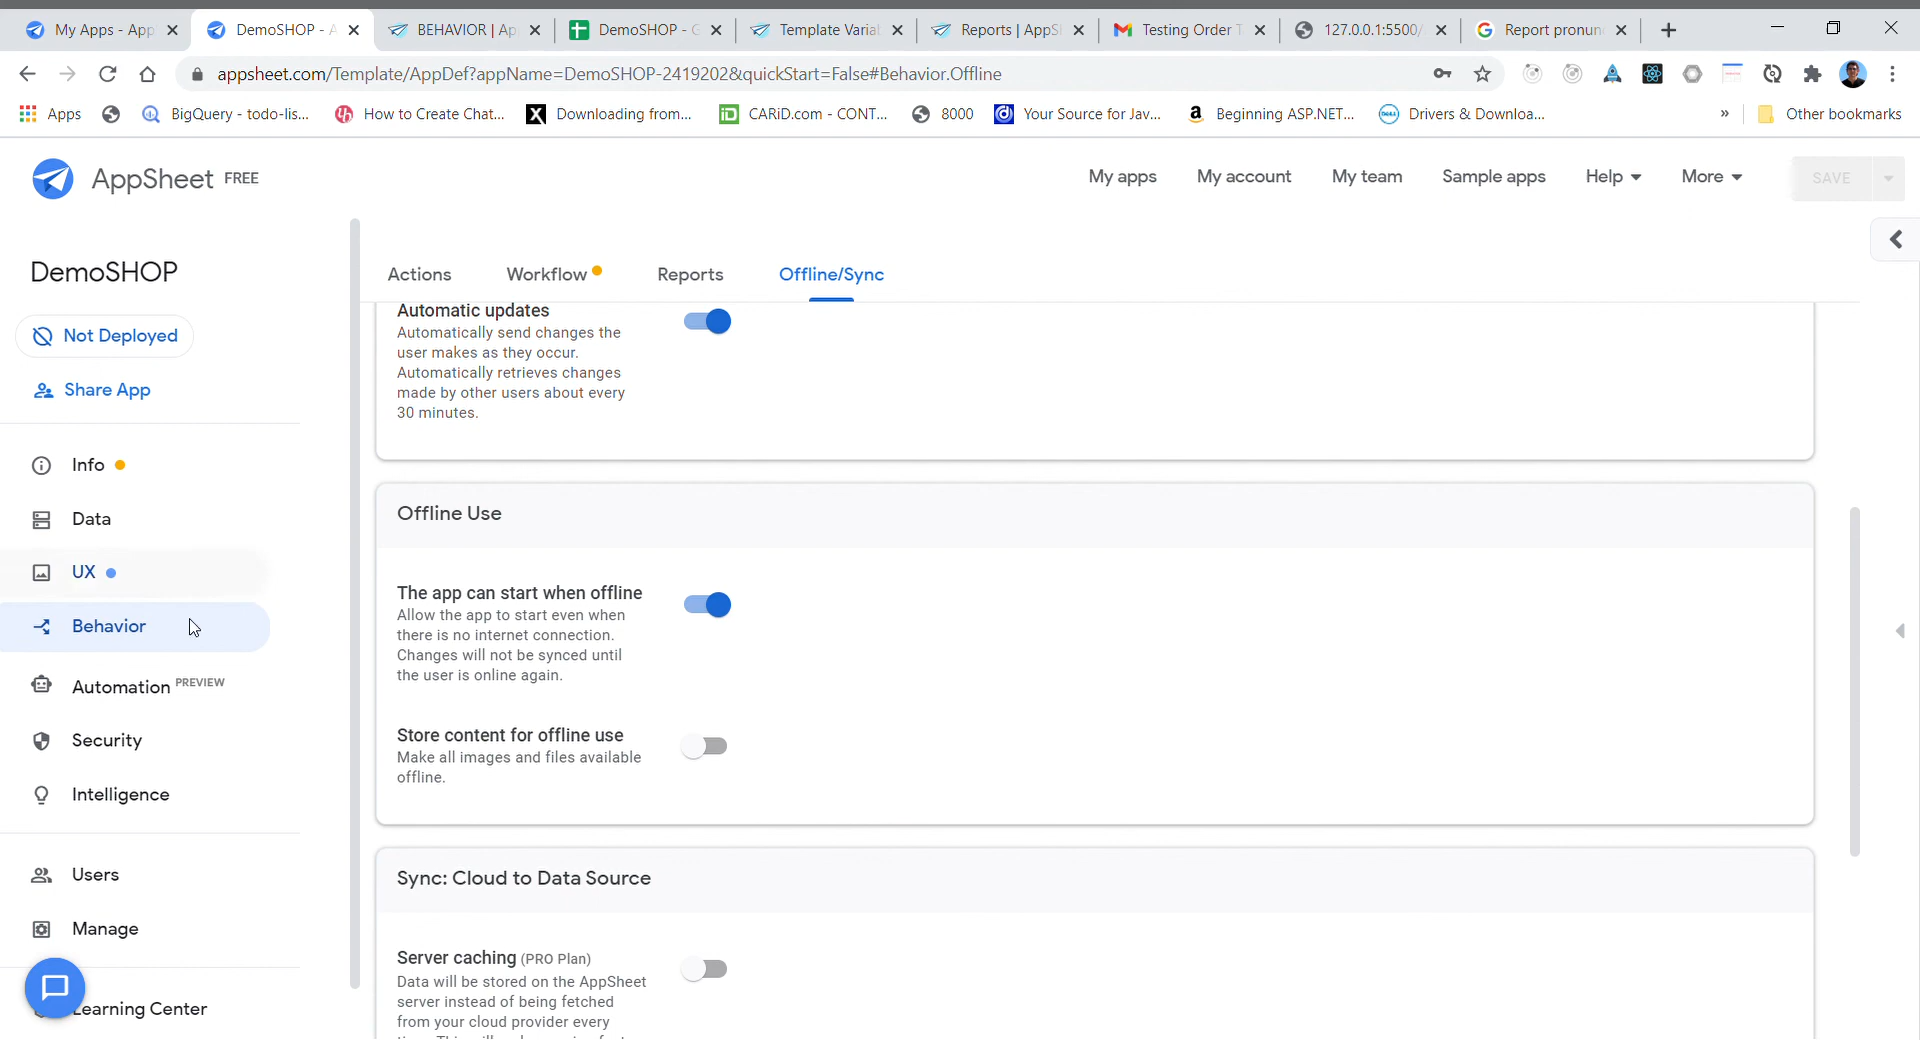 My Apps - App
DemoSHOP - A
BEHAVIOR | Ap
DemoSHOP - G
Template Varial
Reports | AppS
Testing Order T
127.0.0.1:5500/
Report pronun
appsheet.com/Template/AppDef?appName=DemoSHOP-2419202&quickStart=False#Behavior.Offline
Apps
BigQuery - todo-lis...
How to Create Chat...
Downloading from...
CARiD.com - CONT...
8000
Your Source for Jav...
Beginning ASP.NET...
Drivers & Downloa...
»
Other bookmarks
AppSheet FREE
My apps
My account
My team
Sample apps
Help
More
SAVE
DemoSHOP
Not Deployed
Share App
Info
Data
UX
Behavior
Automation PREVIEW
Security
Intelligence
Users
Manage
Learning Center
Actions
Workflow
Reports
Offline/Sync
Automatic updates
Automatically send changes the
user makes as they occur.
Automatically retrieves changes
made by other users about every
30 minutes.
Offline Use
The app can start when offline
Allow the app to start even when
there is no internet connection.
Changes will not be synced until
the user is online again.
Store content for offline use
Make all images and files available
offline.
Sync: Cloud to Data Source
Server caching (PRO Plan)
Data will be stored on the AppSheet
server instead of being fetched
from your cloud provider every